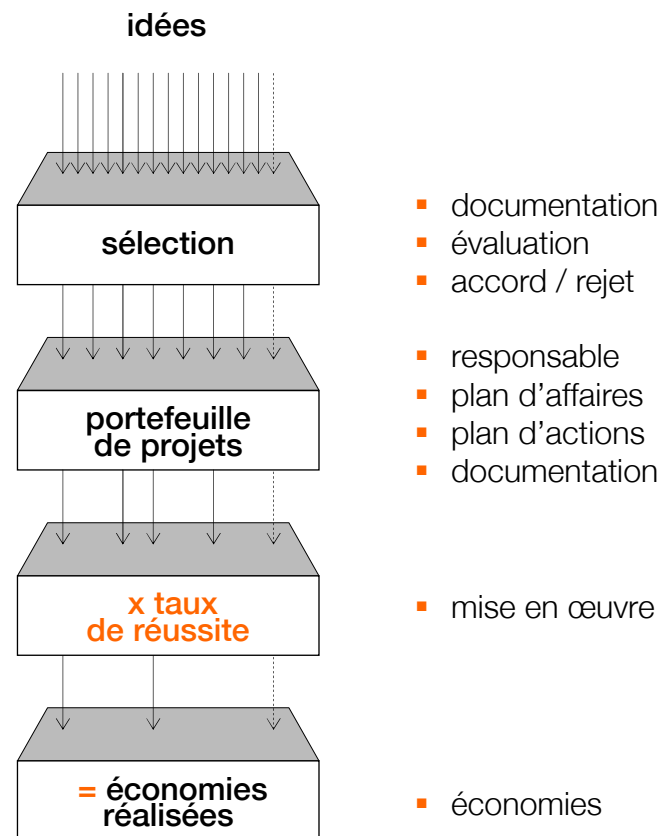 idées
sélection
▪ documentation
▪ évaluation
▪ accord / rejet
portefeuille
de projets
▪ responsable
▪ plan d’affaires
▪ plan d’actions
▪ documentation
x taux
de réussite
▪ mise en œuvre
= économies
réalisées
▪ économies